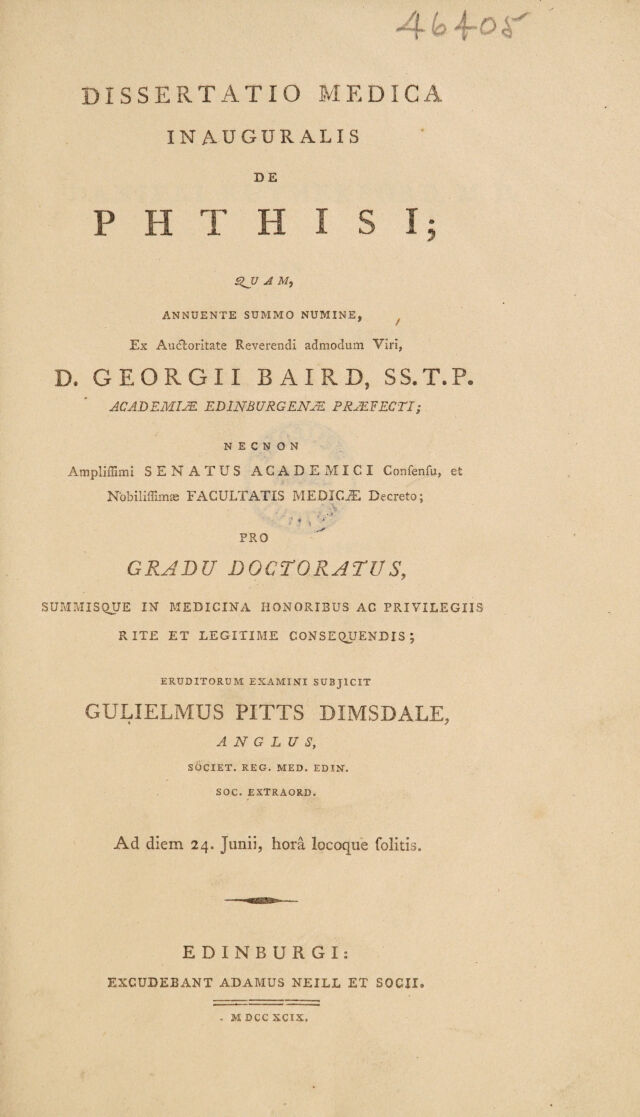 46405
DISSERTATIO MEDICA
INAUGURALIS
DE
PHTHISI;
QUAM,
ANNUENTE SUMMO NUMINE,
Ex Auctoritate Reverendi admodum Viri,
D. GEORGII BAIRD, SS.T.P.
ACADEMIÆ EDINBURGENÆ PRÆFECTI;
NECNON
Ampliſſimi SENATUS ACADEMICI Conſenſu, et
Nobiliſſimæ FACULTATIS MEDICÆ Decreto;
PRO
GRADU DOCTORATUS,
SUMMISQUE IN MEDICINA HONORIBUS AC PRIVILEGIIS
RITE ET LEGITIME CONSEQUENDIS;
ERUDITORUM EXAMINI SUBJICIT
GULIELMUS PITTS DIMSDALE,
ANGLUS,
SOCIET. REG. MED. EDIN.
SOC. EXTRAORD.
Ad diem 24. Junii, horâ locoque ſolitis.
EDINBURGI:
EXCUDEBANT ADAMUS NEILL ET SOCII.
MDCCXCIX.